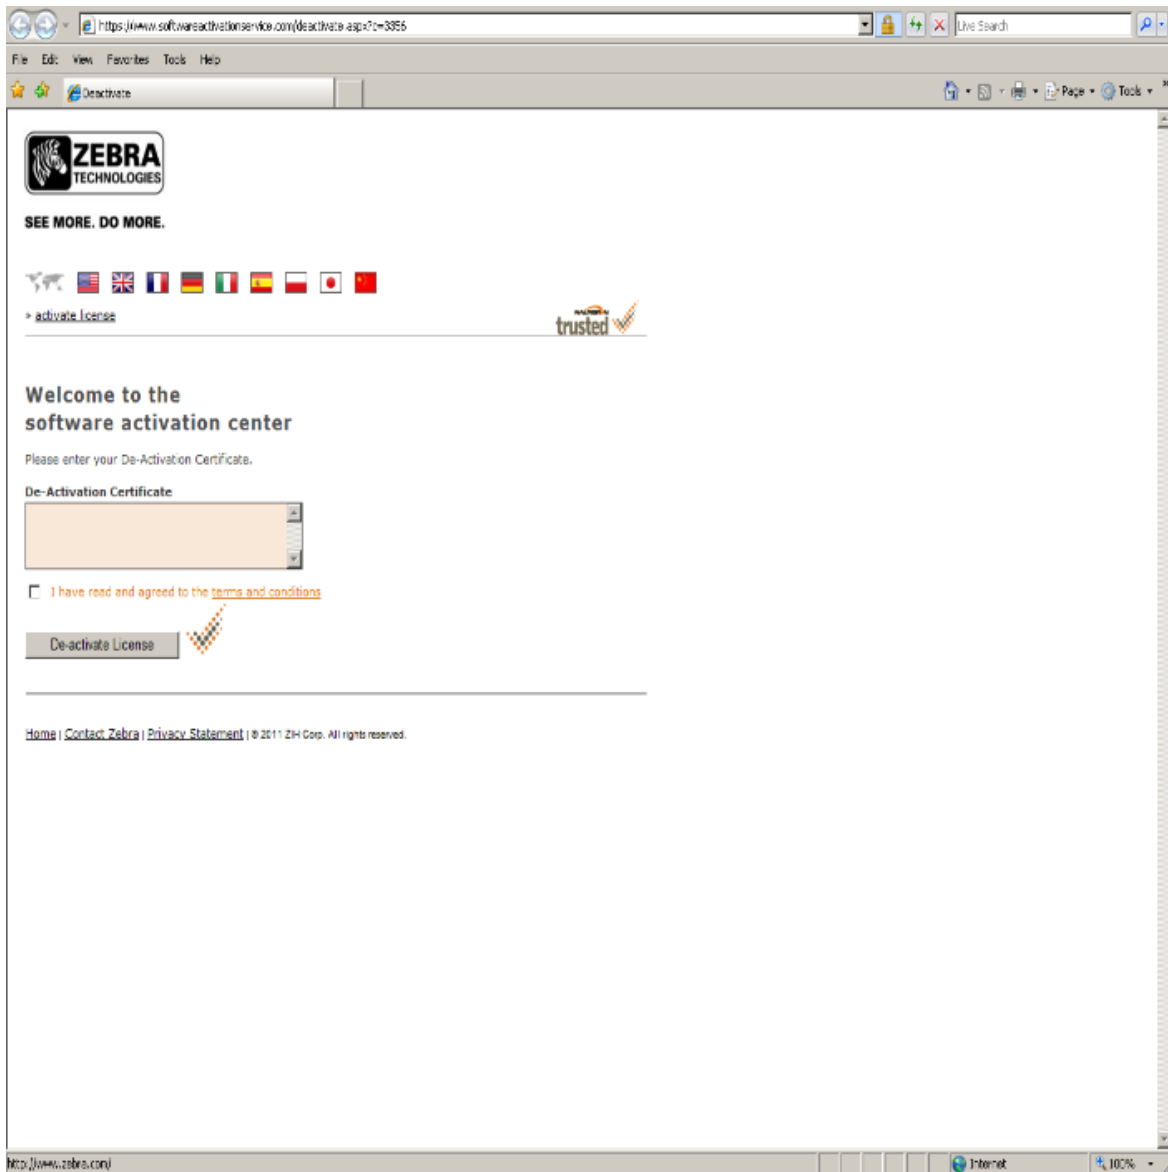 https://www.softwareactivationservice.com/deactivate.aspx?c=3356
Live Search
File Edit View Favorites Tools Help
Deactivate
Page
Tools
ZEBRA
TECHNOLOGIES
SEE MORE. DO MORE.
> activate license
trusted
Welcome to the
software activation center
Please enter your De-Activation Certificate.
De-Activation Certificate
I have read and agreed to the terms and conditions
De-activate License
Home | Contact Zebra | Privacy Statement | © 2011 ZIH Corp. All rights reserved.
http://www.zebra.com/
Internet
100%